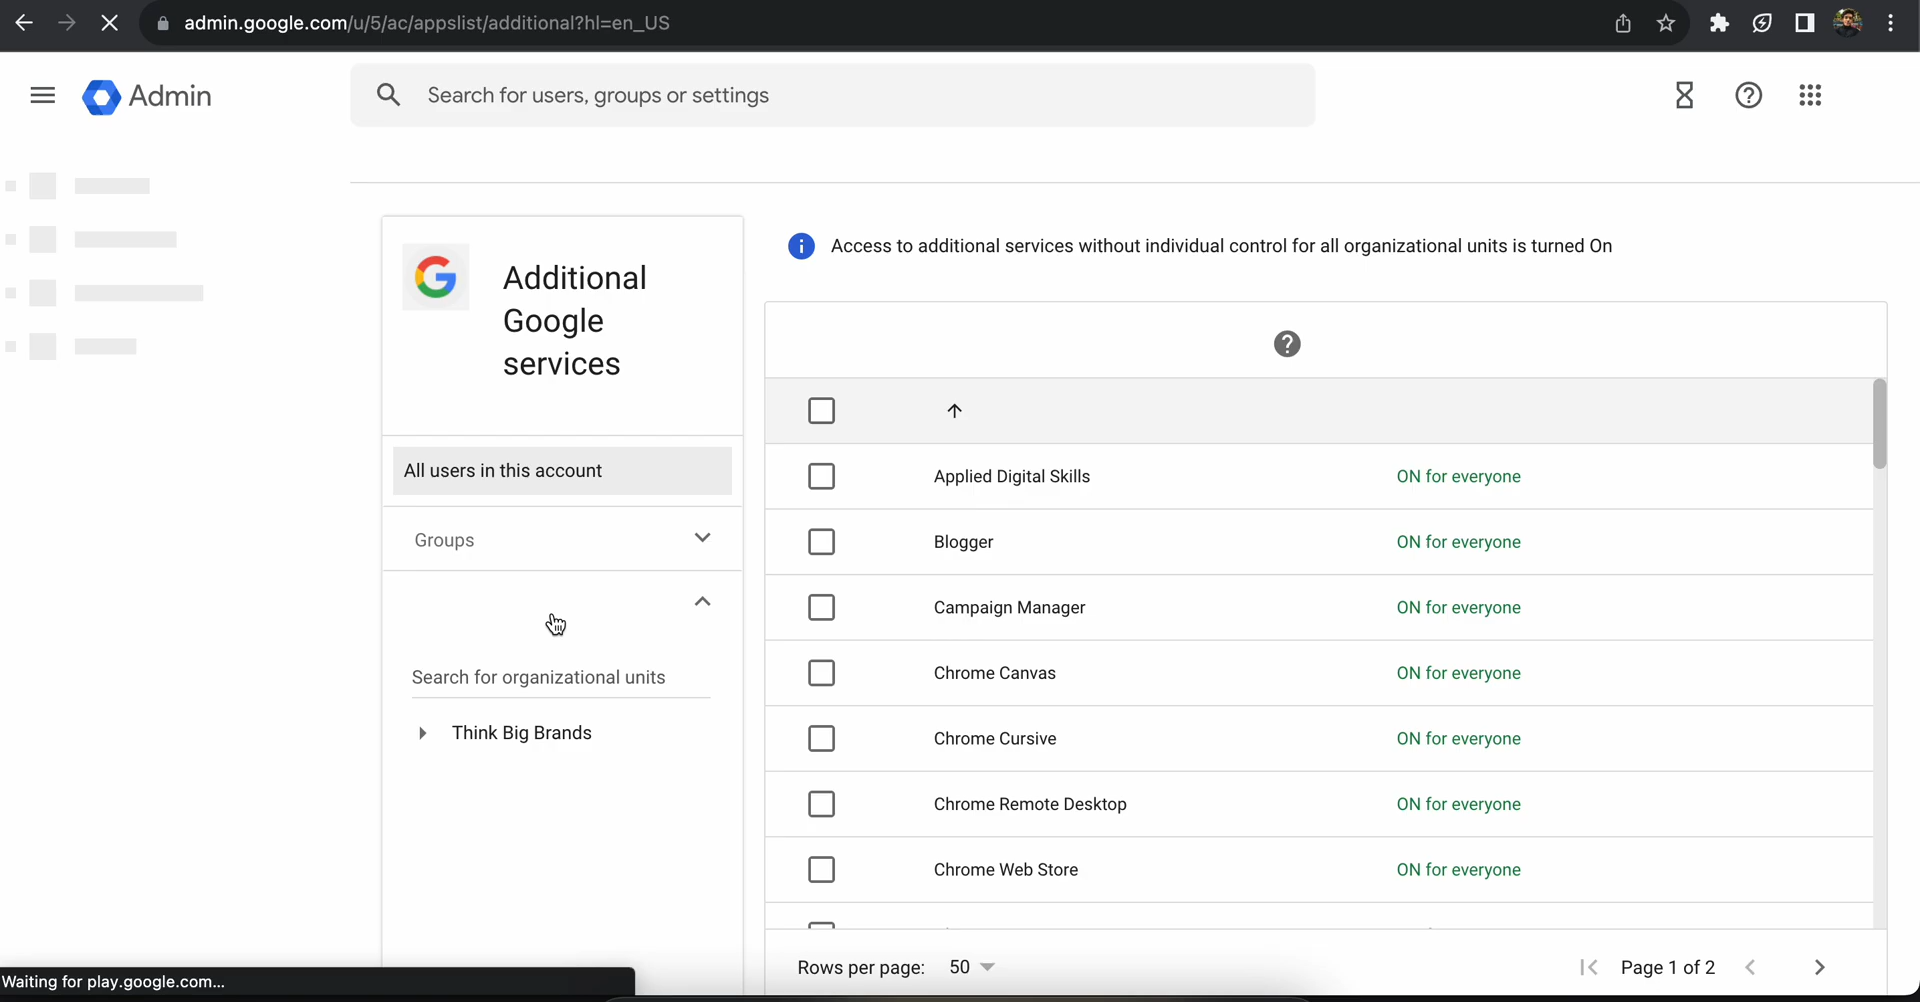 admin.google.com/u/5/ac/appslist/additional?hl=en_US
Admin
Search for users, groups or settings
Additional
Google
services
All users in this account
Groups
Search for organizational units
Think Big Brands
Access to additional services without individual control for all organizational units is turned On
Applied Digital Skills ON for everyone
Blogger ON for everyone
Campaign Manager ON for everyone
Chrome Canvas ON for everyone
Chrome Cursive ON for everyone
Chrome Remote Desktop ON for everyone
Chrome Web Store ON for everyone
Rows per page: 50 Page 1 of 2
Waiting for play.google.com...